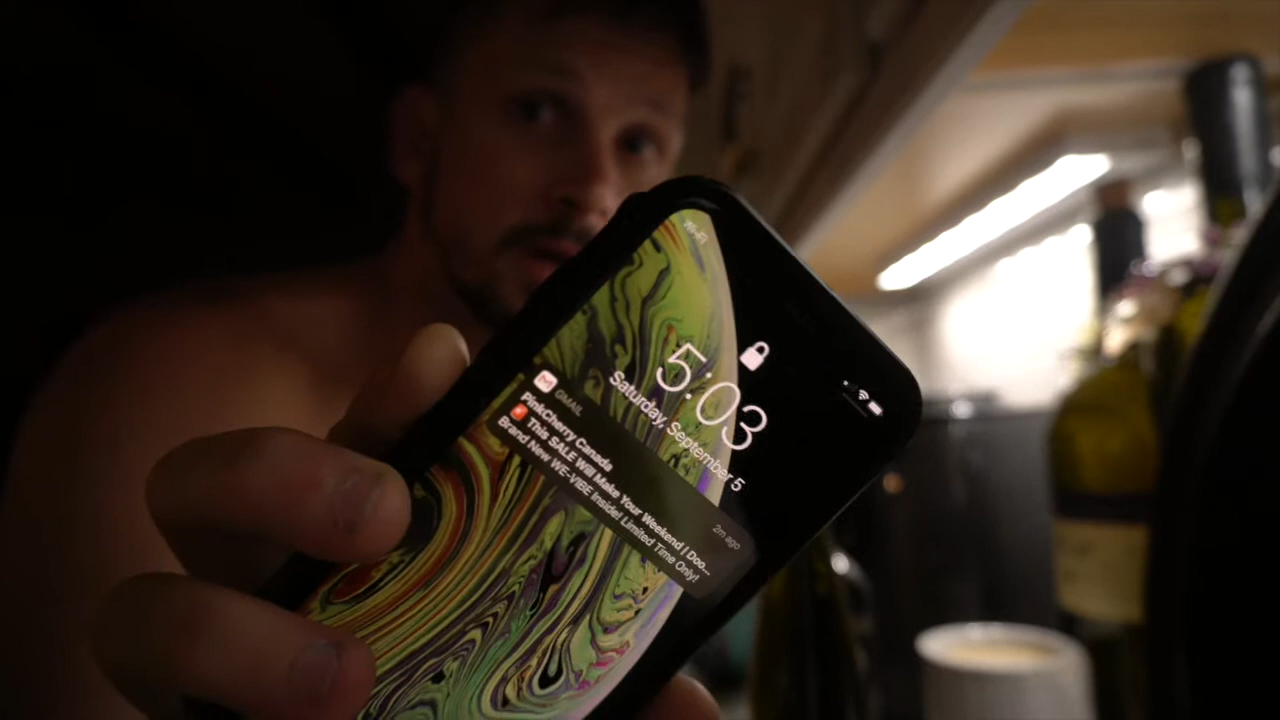 Wi-Fi
5:03
Saturday, September 5
GMAIL
2m ago
PinkCherry Canada
This SALE Will Make Your Weekend | Doo...
Brand New WE-VIBE Inside! Limited Time Only!